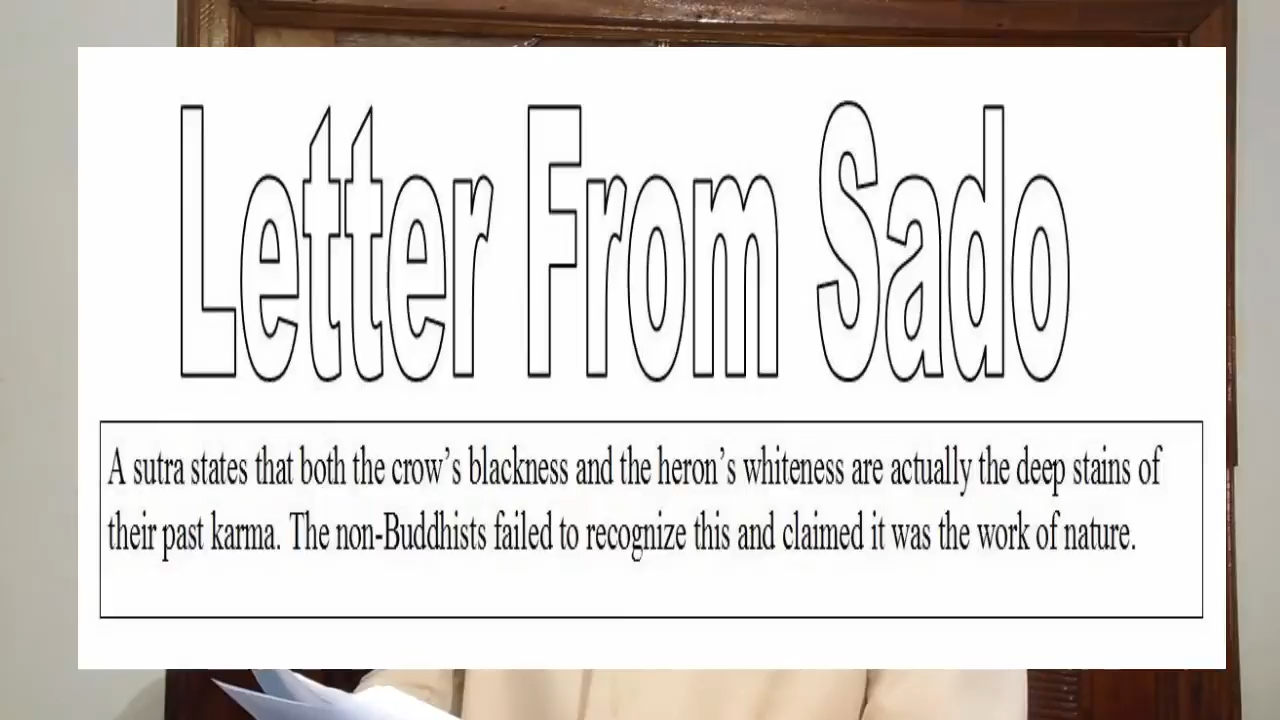 Letter From Sado
A sutra states that both the crow’s blackness and the heron’s whiteness are actually the deep stains of
their past karma. The non-Buddhists failed to recognize this and claimed it was the work of nature.